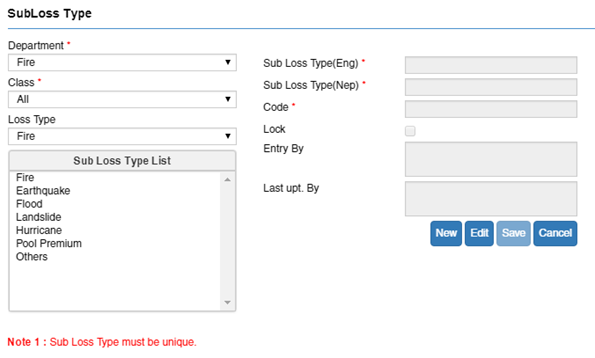 SubLoss Type
Department *
Fire
Class *
All
Loss Type
Fire
Sub Loss Type List
Fire
Earthquake
Flood
Landslide
Hurricane
Pool Premium
Others
Sub Loss Type(Eng) *
Sub Loss Type(Nep) *
Code *
Lock
Entry By
Last upt. By
New Edit Save Cancel
Note 1 : Sub Loss Type must be unique.